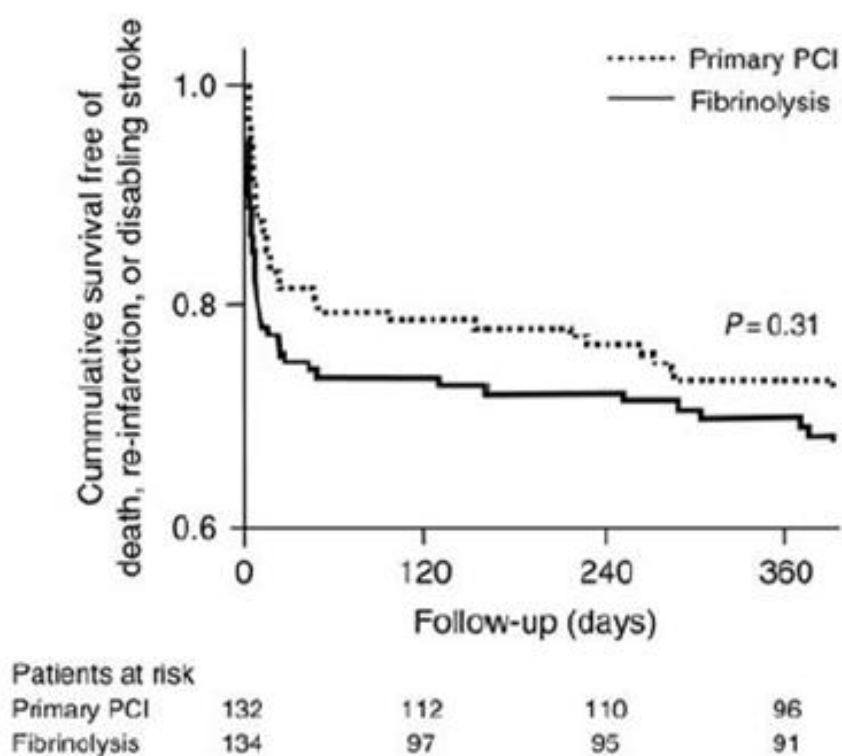 Cummulative survival free of
death, re-infarction, or disabling stroke
Primary PCI
Fibrinolysis
1.0
0.8
0.6
P=0.31
0 120 240 360
Follow-up (days)
Patients at risk
Primary PCI 132 112 110 96
Fibrinolysis 134 97 95 91